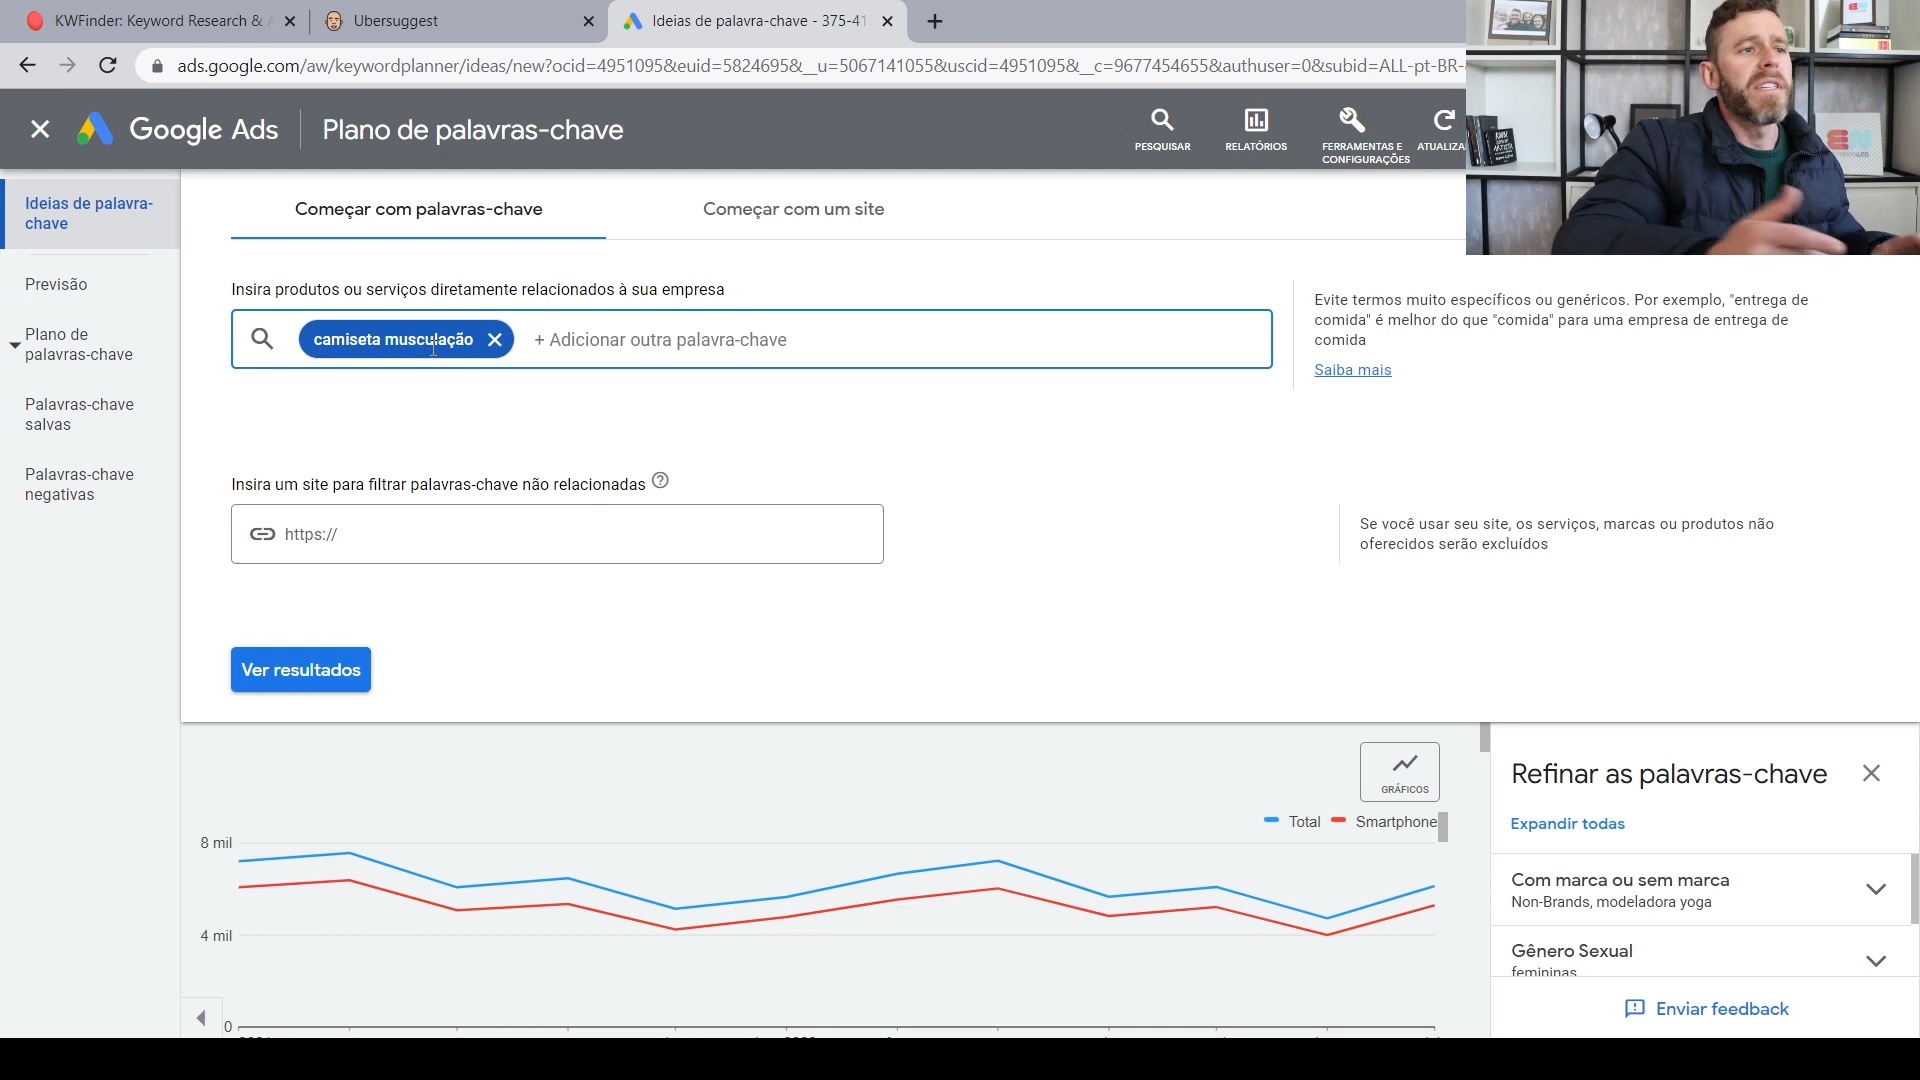 KWFinder: Keyword Research &
Ubersuggest
Ideias de palavra-chave - 375-41
ads.google.com/aw/keywordplanner/ideas/new?ocid=4951095&euid=5824695&__u=5067141055&uscid=4951095&__c=9677454655&authuser=0&subid=ALL-pt-BR-
Google Ads
Plano de palavras-chave
PESQUISAR
RELATÓRIOS
FERRAMENTAS E
CONFIGURAÇÕES
ATUALIZA
Ideias de palavra-
chave
Previsão
Plano de
palavras-chave
Palavras-chave
salvas
Palavras-chave
negativas
Começar com palavras-chave
Começar com um site
Insira produtos ou serviços diretamente relacionados à sua empresa
camiseta musculação
+ Adicionar outra palavra-chave
Evite termos muito específicos ou genéricos. Por exemplo, "entrega de
comida" é melhor do que "comida" para uma empresa de entrega de
comida
Saiba mais
Insira um site para filtrar palavras-chave não relacionadas
https://
Se você usar seu site, os serviços, marcas ou produtos não
oferecidos serão excluídos
Ver resultados
GRÁFICOS
Total
Smartphone
8 mil
4 mil
0
Refinar as palavras-chave
Expandir todas
Com marca ou sem marca
Non-Brands, modeladora yoga
Gênero Sexual
femininas
Enviar feedback